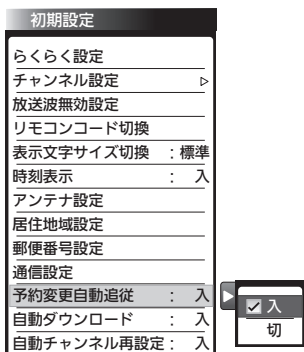 初期設定
らくらく設定
チャンネル設定
放送波無効設定
リモコンコード切換
表示文字サイズ切換 : 標準
時刻表示 : 入
アンテナ設定
居住地域設定
郵便番号設定
通信設定
予約変更自動追従 : 入
自動ダウンロード : 入
自動チャンネル再設定 : 入
入
切